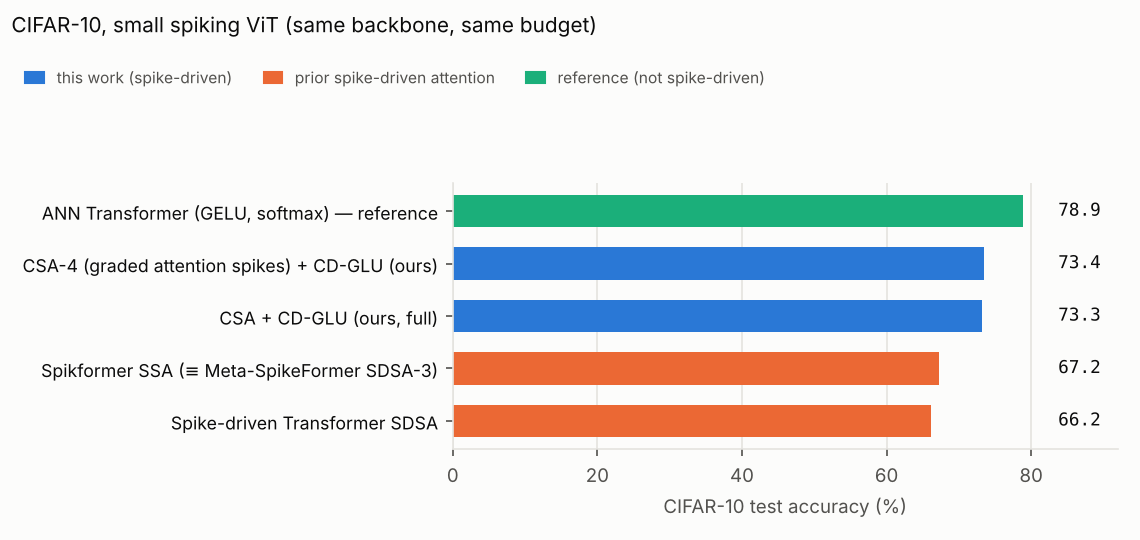 CIFAR-10, small spiking ViT (same backbone, same budget)
this work (spike-driven) prior spike-driven attention reference (not spike-driven)
ANN Transformer (GELU, softmax) — reference 78.9
CSA-4 (graded attention spikes) + CD-GLU (ours) 73.4
CSA + CD-GLU (ours, full) 73.3
Spikformer SSA (≡ Meta-SpikeFormer SDSA-3) 67.2
Spike-driven Transformer SDSA 66.2
0 20 40 60 80
CIFAR-10 test accuracy (%)